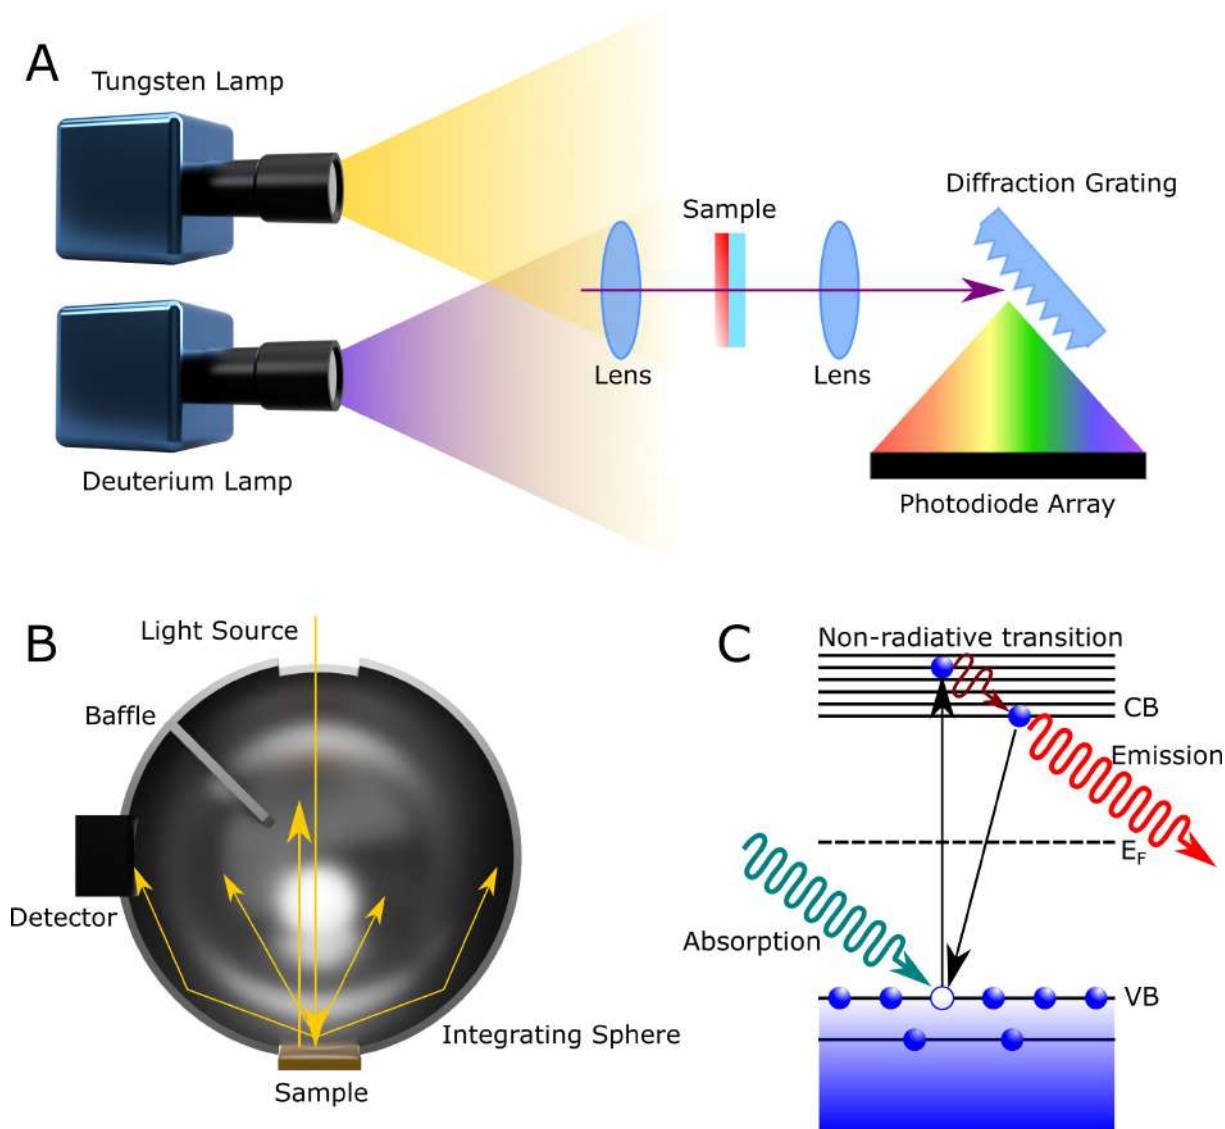 A
Tungsten Lamp
Deuterium Lamp
Lens
Sample
Lens
Diffraction Grating
Photodiode Array
B
Light Source
Baffle
Detector
Integrating Sphere
Sample
C
Non-radiative transition
CB
Emission
E_F
Absorption
VB